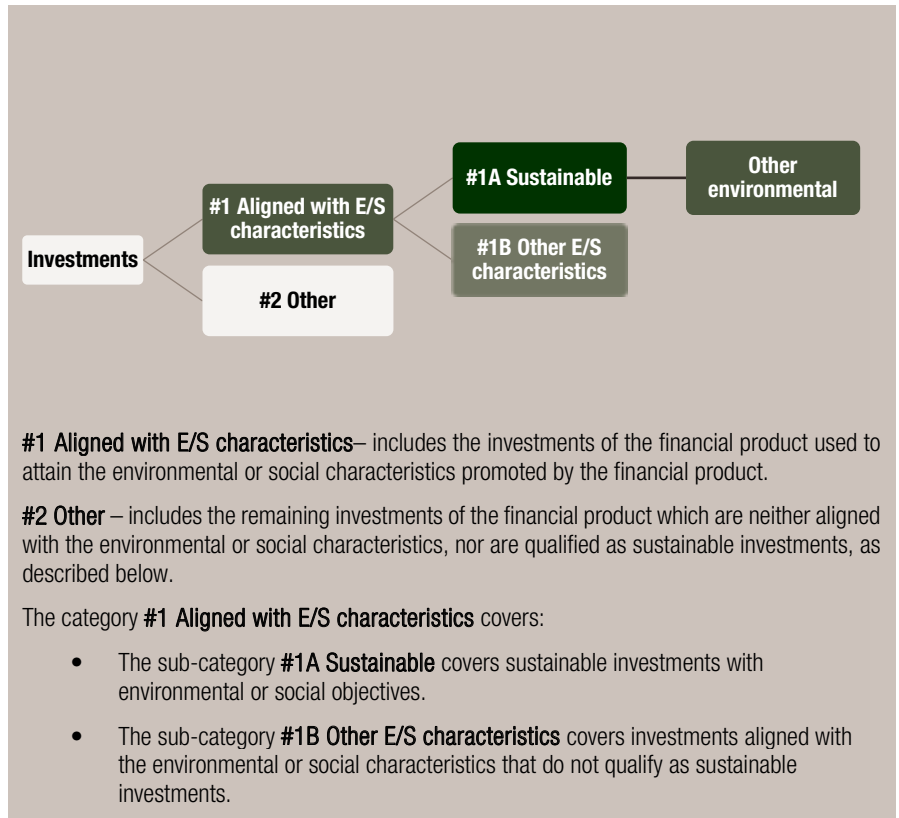 Investments
#1 Aligned with E/S
characteristics
#2 Other
#1A Sustainable
#1B Other E/S
characteristics
Other
environmental
#1 Aligned with E/S characteristics– includes the investments of the financial product used to
attain the environmental or social characteristics promoted by the financial product.
#2 Other – includes the remaining investments of the financial product which are neither aligned
with the environmental or social characteristics, nor are qualified as sustainable investments, as
described below.
The category #1 Aligned with E/S characteristics covers:
• The sub-category #1A Sustainable covers sustainable investments with
environmental or social objectives.
• The sub-category #1B Other E/S characteristics covers investments aligned with
the environmental or social characteristics that do not qualify as sustainable
investments.